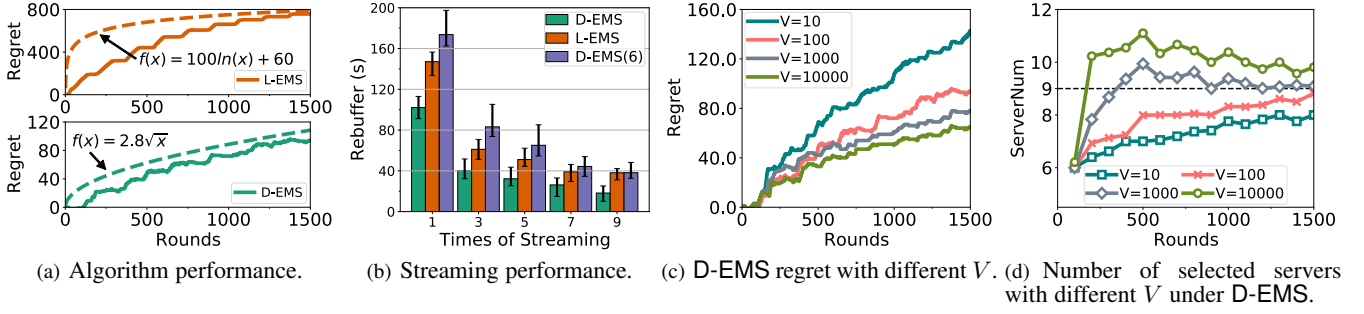 800
400
0
Regret
f(x) = 100ln(x) + 60
L-EMS
0 500 1000 1500
120
80
40
0
Regret
f(x) = 2.8√x
D-EMS
0 500 1000 1500
Rounds
(a) Algorithm performance.
200
160
120
80
40
0
Rebuffer (s)
D-EMS
L-EMS
D-EMS(6)
1 3 5 7 9
Times of Streaming
(b) Streaming performance.
160.0
120.0
80.0
40.0
0.0
Regret
V=10
V=100
V=1000
V=10000
0 500 1000 1500
Rounds
(c) D-EMS regret with different V.
12
10
9
8
6
ServerNum
V=10 V=100
V=1000 V=10000
0 500 1000 1500
Rounds
(d) Number of selected servers
with different V under D-EMS.